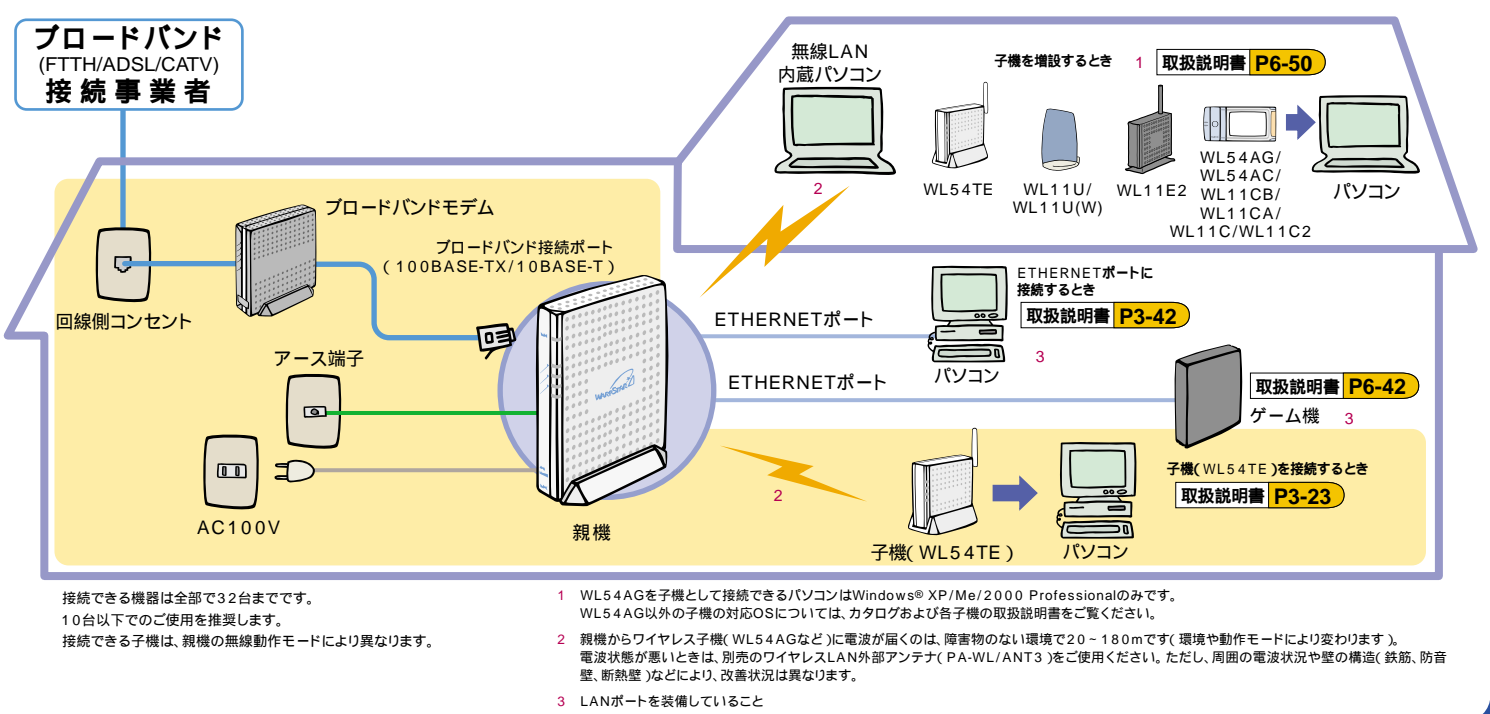 ブロードバンド
(FTTH/ADSL/CATV)
接続事業者
無線LAN
内蔵パソコン
2
子機を増設するとき 1 取扱説明書 P6-50
WL54TE
WL11U/
WL11U(W)
WL11E2
WL54AG/
WL54AC/
WL11CB/
WL11CA/
WL11C/WL11C2
パソコン
ブロードバンドモデム
ブロードバンド接続ポート
(100BASE-TX/10BASE-T)
回線側コンセント
アース端子
AC100V
WARPSTAR
親機
ETHERNETポート
ETHERNETポートに
接続するとき
取扱説明書 P3-42
3
パソコン
ETHERNETポート
取扱説明書 P6-42
ゲーム機 3
2
子機(WL54TE)
パソコン
子機(WL54TE)を接続するとき
取扱説明書 P3-23
接続できる機器は全部で32台までです。
10台以下でのご使用を推奨します。
接続できる子機は、親機の無線動作モードにより異なります。
1 WL54AGを子機として接続できるパソコンはWindows® XP/Me/2000 Professionalのみです。
WL54AG以外の子機の対応OSについては、カタログおよび各子機の取扱説明書をご覧ください。
2 親機からワイヤレス子機(WL54AGなど)に電波が届くのは、障害物のない環境で20~180mです(環境や動作モードにより変わります)。
電波状態が悪いときは、別売のワイヤレスLAN外部アンテナ(PA-WL/ANT3)をご使用ください。ただし、周囲の電波状況や壁の構造(鉄筋、防音
壁、断熱壁)などにより、改善状況は異なります。
3 LANポートを装備していること